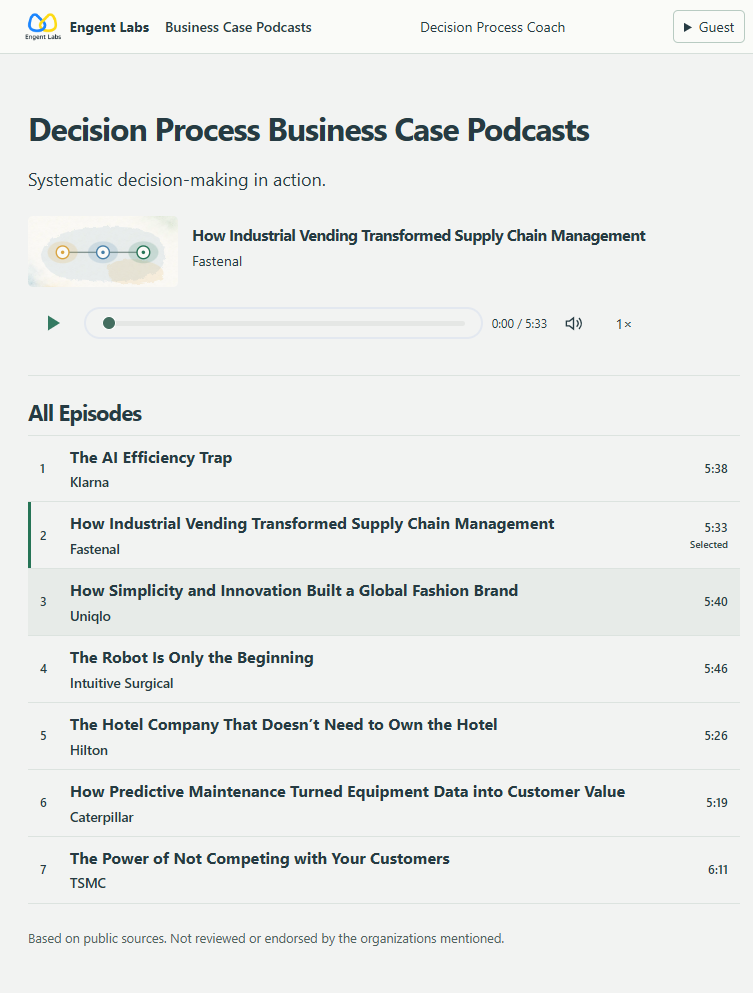 Engent Labs
Engent Labs
Business Case Podcasts
Decision Process Coach
Guest
Decision Process Business Case Podcasts
Systematic decision-making in action.
How Industrial Vending Transformed Supply Chain Management
Fastenal
0:00 / 5:33
1×
All Episodes
1
The AI Efficiency Trap
Klarna
5:38
2
How Industrial Vending Transformed Supply Chain Management
Fastenal
5:33
Selected
3
How Simplicity and Innovation Built a Global Fashion Brand
Uniqlo
5:40
4
The Robot Is Only the Beginning
Intuitive Surgical
5:46
5
The Hotel Company That Doesn’t Need to Own the Hotel
Hilton
5:26
6
How Predictive Maintenance Turned Equipment Data into Customer Value
Caterpillar
5:19
7
The Power of Not Competing with Your Customers
TSMC
6:11
Based on public sources. Not reviewed or endorsed by the organizations mentioned.